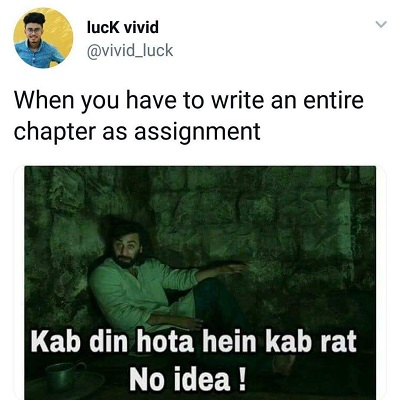 lucK vivid
@vivid_luck
When you have to write an entire
chapter as assignment
Kab din hota hein kab rat
No idea !